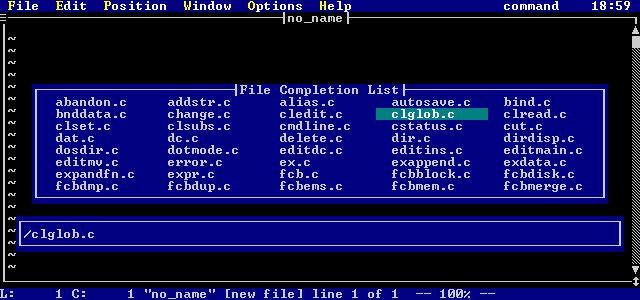 File Edit Position Window Options Help command 18:59
no_name
~
~
~
~
File Completion List
abandon.c addstr.c alias.c autosave.c bind.c
bnddata.c change.c cledit.c clglob.c clread.c
clset.c clsubs.c cmdline.c cstatus.c cut.c
dat.c dc.c delete.c dir.c dirdisp.c
dosdir.c dotmode.c editdc.c editins.c editmain.c
editmv.c error.c ex.c exappend.c exdata.c
expandfn.c expr.c fcb.c fcbblock.c fcbdisk.c
fcbdmp.c fcbdup.c fcbems.c fcbmem.c fcbmerge.c
/clglob.c
L: 1 C: 1 "no_name" [new file] line 1 of 1 -- 100% --